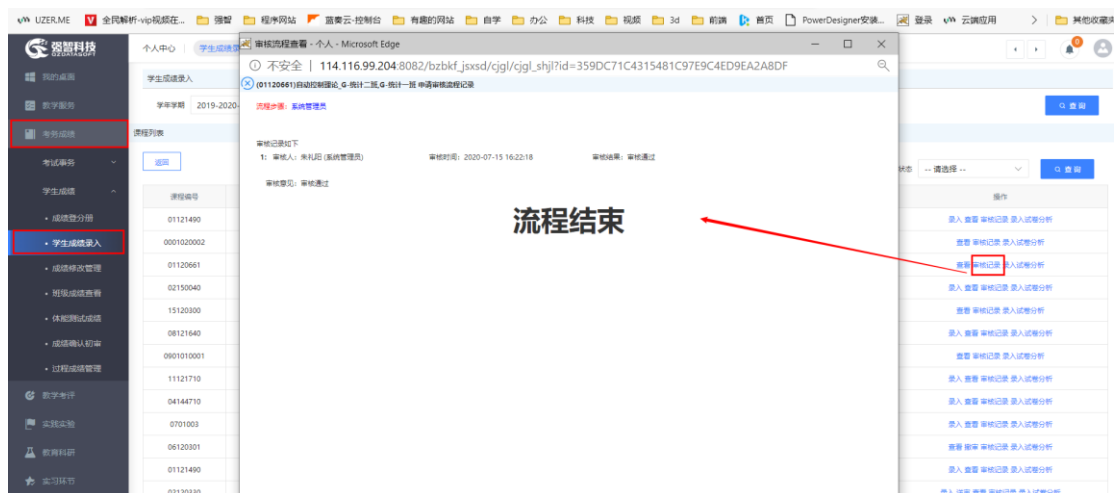 UZER.ME 全民解析-vip视频在... 强智 程序网站 蓝奏云-控制台 有趣的网站 自学 办公 科技 视频 3d 前端 首页 PowerDesigner安装... 登录 云端应用 其他收藏夹
强智科技
QZDATASOFT
个人中心
学生成绩录
审核流程查看 - 个人 - Microsoft Edge
不安全 | 114.116.99.204:8082/bzbkf_jsxsd/cjgl/cjgl_shjl?id=359DC71C4315481C97E9C4ED9EA2A8DF
(01120661)自动控制理论_G-统计二班,G-统计一班 申请审核流程记录
流程步骤：系统管理员
审核记录如下
1: 审核人：朱礼阳 (系统管理员) 审核时间：2020-07-15 16:22:18 审核结果：审核通过
审核意见：审核通过
流程结束
我的桌面
教学服务
考务成绩
考试事务
学生成绩
• 成绩登分册
• 学生成绩录入
• 成绩修改管理
• 班级成绩查看
• 体能测试成绩
• 成绩确认初审
• 过程成绩管理
教学考评
实践实验
教育科研
实习环节
学生成绩录入
学年学期 2019-2020-
查询
课程列表
返回
状态 -- 请选择 --
查询
课程编号 操作
01121490 录入 查看 审核记录 录入试卷分析
0001020002 查看 审核记录 录入试卷分析
01120661 查看 审核记录 录入试卷分析
02150040 录入 查看 审核记录 录入试卷分析
15120300 查看 审核记录 录入试卷分析
08121640 录入 查看 审核记录 录入试卷分析
0901010001 查看 审核记录 录入试卷分析
11121710 录入 查看 审核记录 录入试卷分析
04144710 录入 查看 审核记录 录入试卷分析
0701003 录入 查看 审核记录 录入试卷分析
06120301 查看 撤审 审核记录 录入试卷分析
01121490 录入 查看 审核记录 录入试卷分析
02120330 录入 送审 查看 审核记录 录入试卷分析